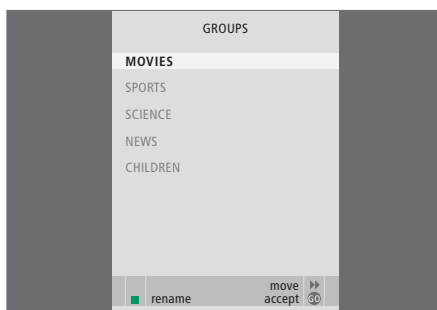 GROUPS
MOVIES
SPORTS
SCIENCE
NEWS
CHILDREN
move
rename accept GO